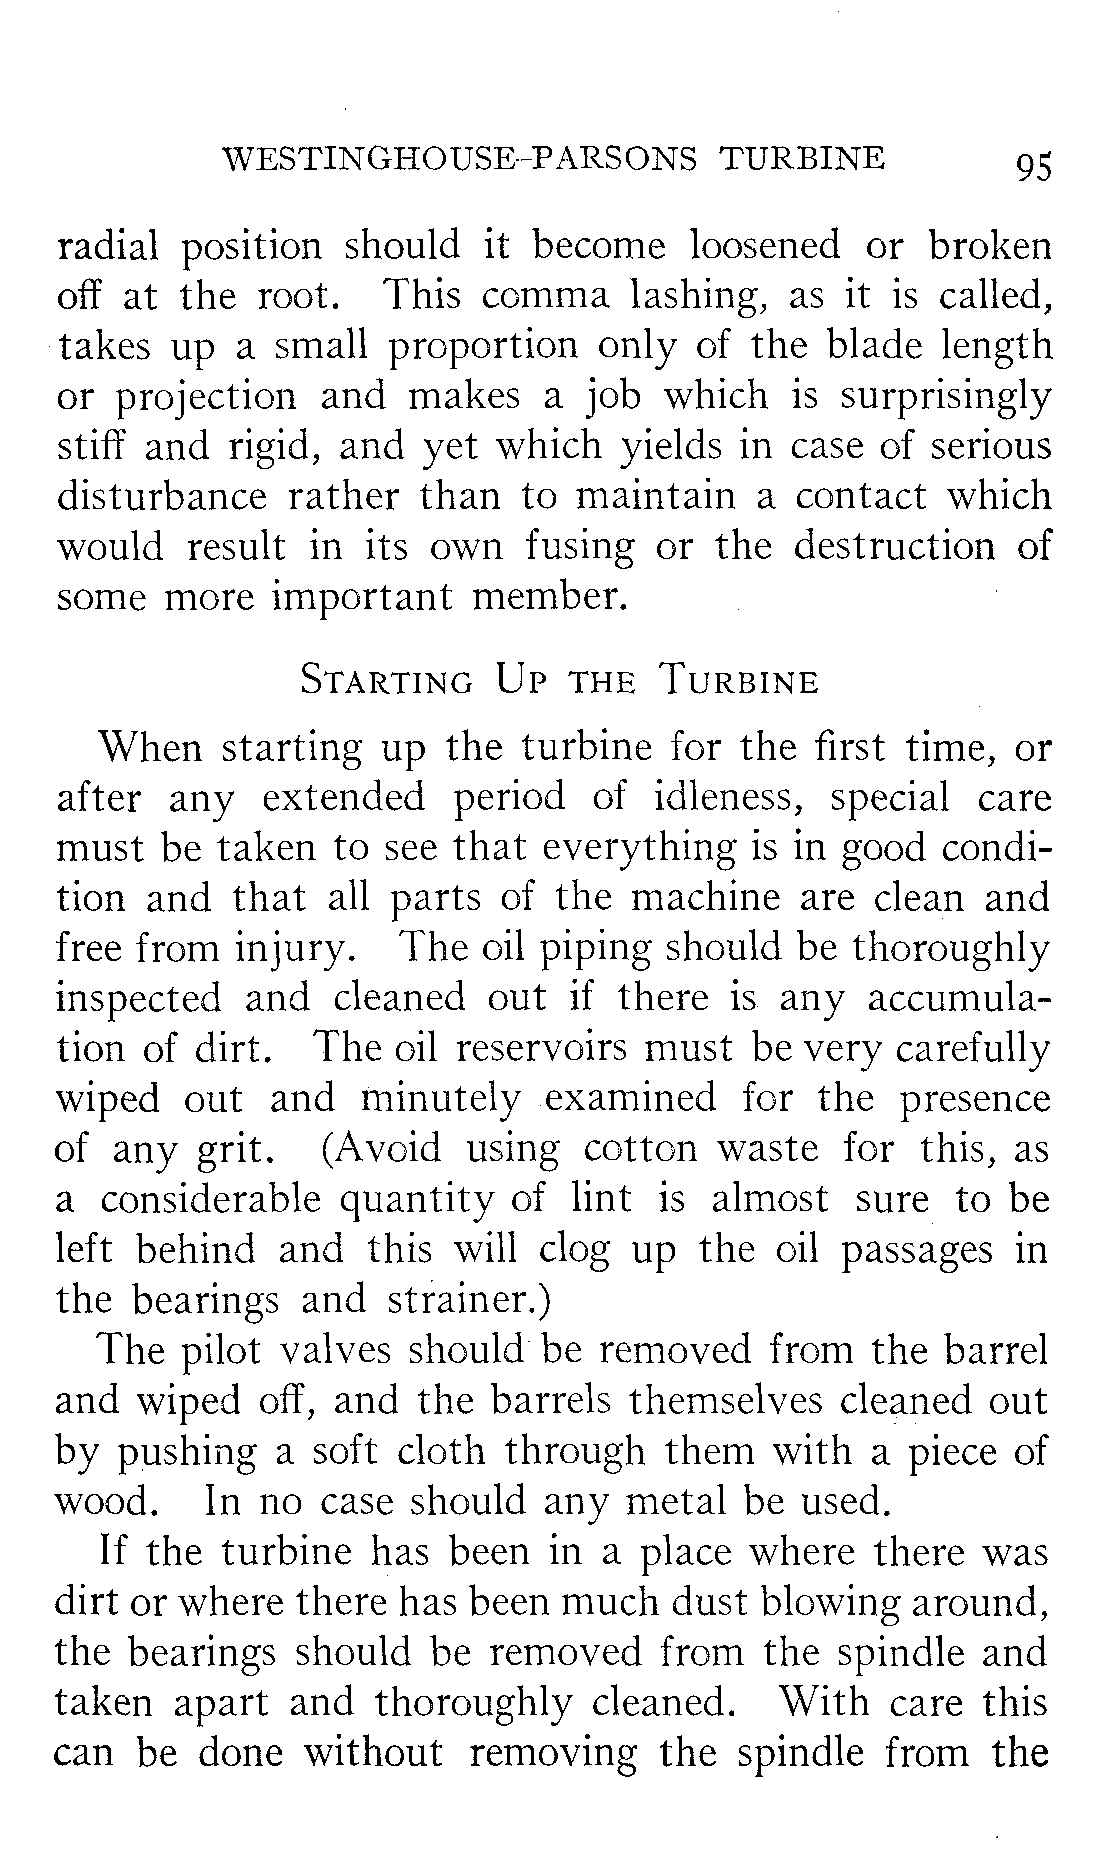 WESTINGHOUSE-PARSONS TURBINE 95
radial position should it become loosened or broken
off at the root. This comma lashing, as it is called,
takes up a small proportion only of the blade length
or projection and makes a job which is surprisingly
stiff and rigid, and yet which yields in case of serious
disturbance rather than to maintain a contact which
would result in its own fusing or the destruction of
some more important member.
STARTING UP THE TURBINE
When starting up the turbine for the first time, or
after any extended period of idleness, special care
must be taken to see that everything is in good condi-
tion and that all parts of the machine are clean and
free from injury. The oil piping should be thoroughly
inspected and cleaned out if there is any accumula-
tion of dirt. The oil reservoirs must be very carefully
wiped out and minutely examined for the presence
of any grit. (Avoid using cotton waste for this, as
a considerable quantity of lint is almost sure to be
left behind and this will clog up the oil passages in
the bearings and strainer.)
The pilot valves should be removed from the barrel
and wiped off, and the barrels themselves cleaned out
by pushing a soft cloth through them with a piece of
wood. In no case should any metal be used.
If the turbine has been in a place where there was
dirt or where there has been much dust blowing around,
the bearings should be removed from the spindle and
taken apart and thoroughly cleaned. With care this
can be done without removing the spindle from the